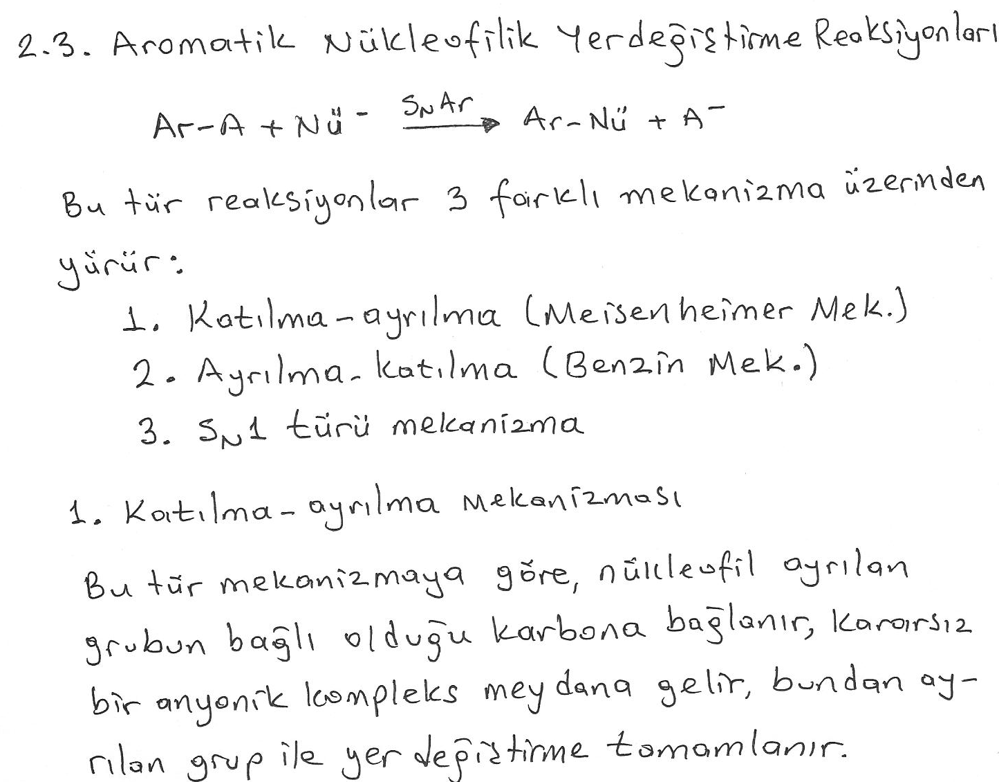 2.3. Aromatik Nükleofilik Yerdeğiştirme Reaksiyonları
Ar-A + Nü⁻ SNAr → Ar-Nü + A⁻
Bu tür reaksiyonlar 3 farklı mekanizma üzerinden
yürür:
1. Katılma-ayrılma (Meisenheimer Mek.)
2. Ayrılma-katılma (Benzin Mek.)
3. SN1 türü mekanizma
1. Katılma-ayrılma Mekanizması
Bu tür mekanizmaya göre, nükleofil ayrılan
grubun bağlı olduğu karbona bağlanır, kararsız
bir anyonik kompleks meydana gelir, bundan ay-
rılan grup ile yer değiştirme tamamlanır.